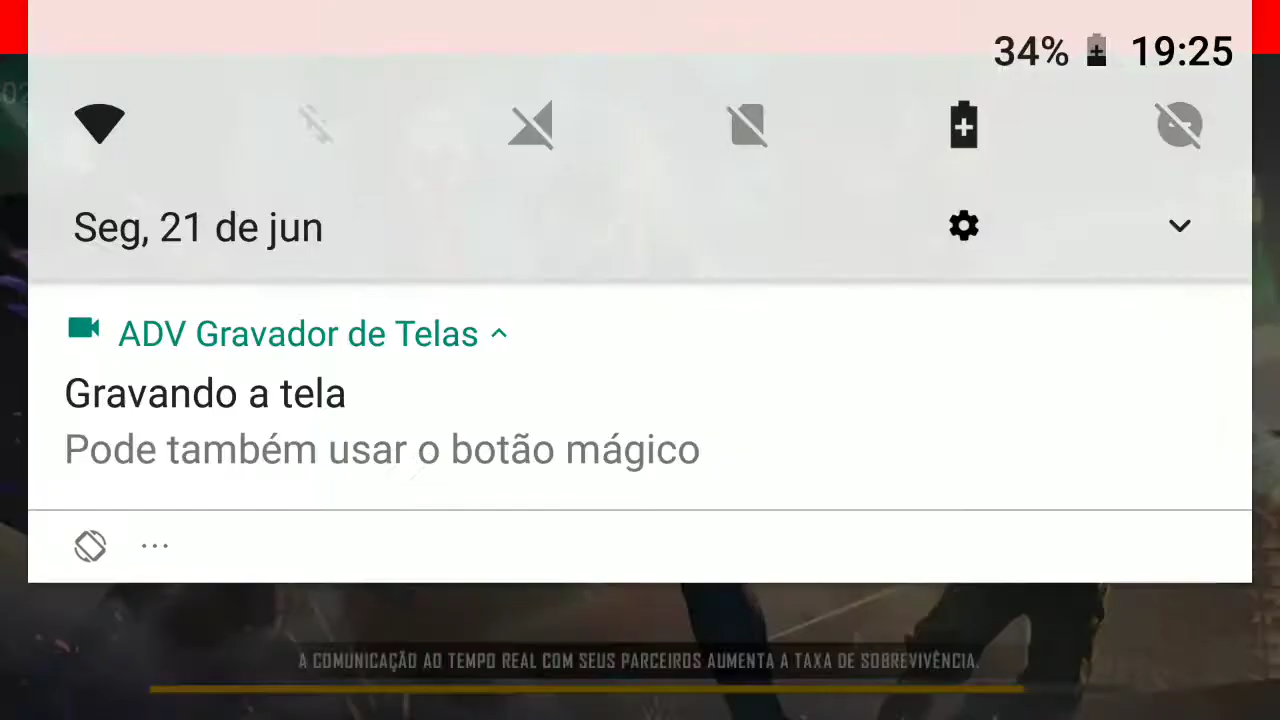 34% 19:25
02
Seg, 21 de jun
ADV Gravador de Telas
Gravando a tela
Pode também usar o botão mágico
...
A COMUNICAÇÃO AO TEMPO REAL COM SEUS PARCEIROS AUMENTA A TAXA DE SOBREVIVÊNCIA.